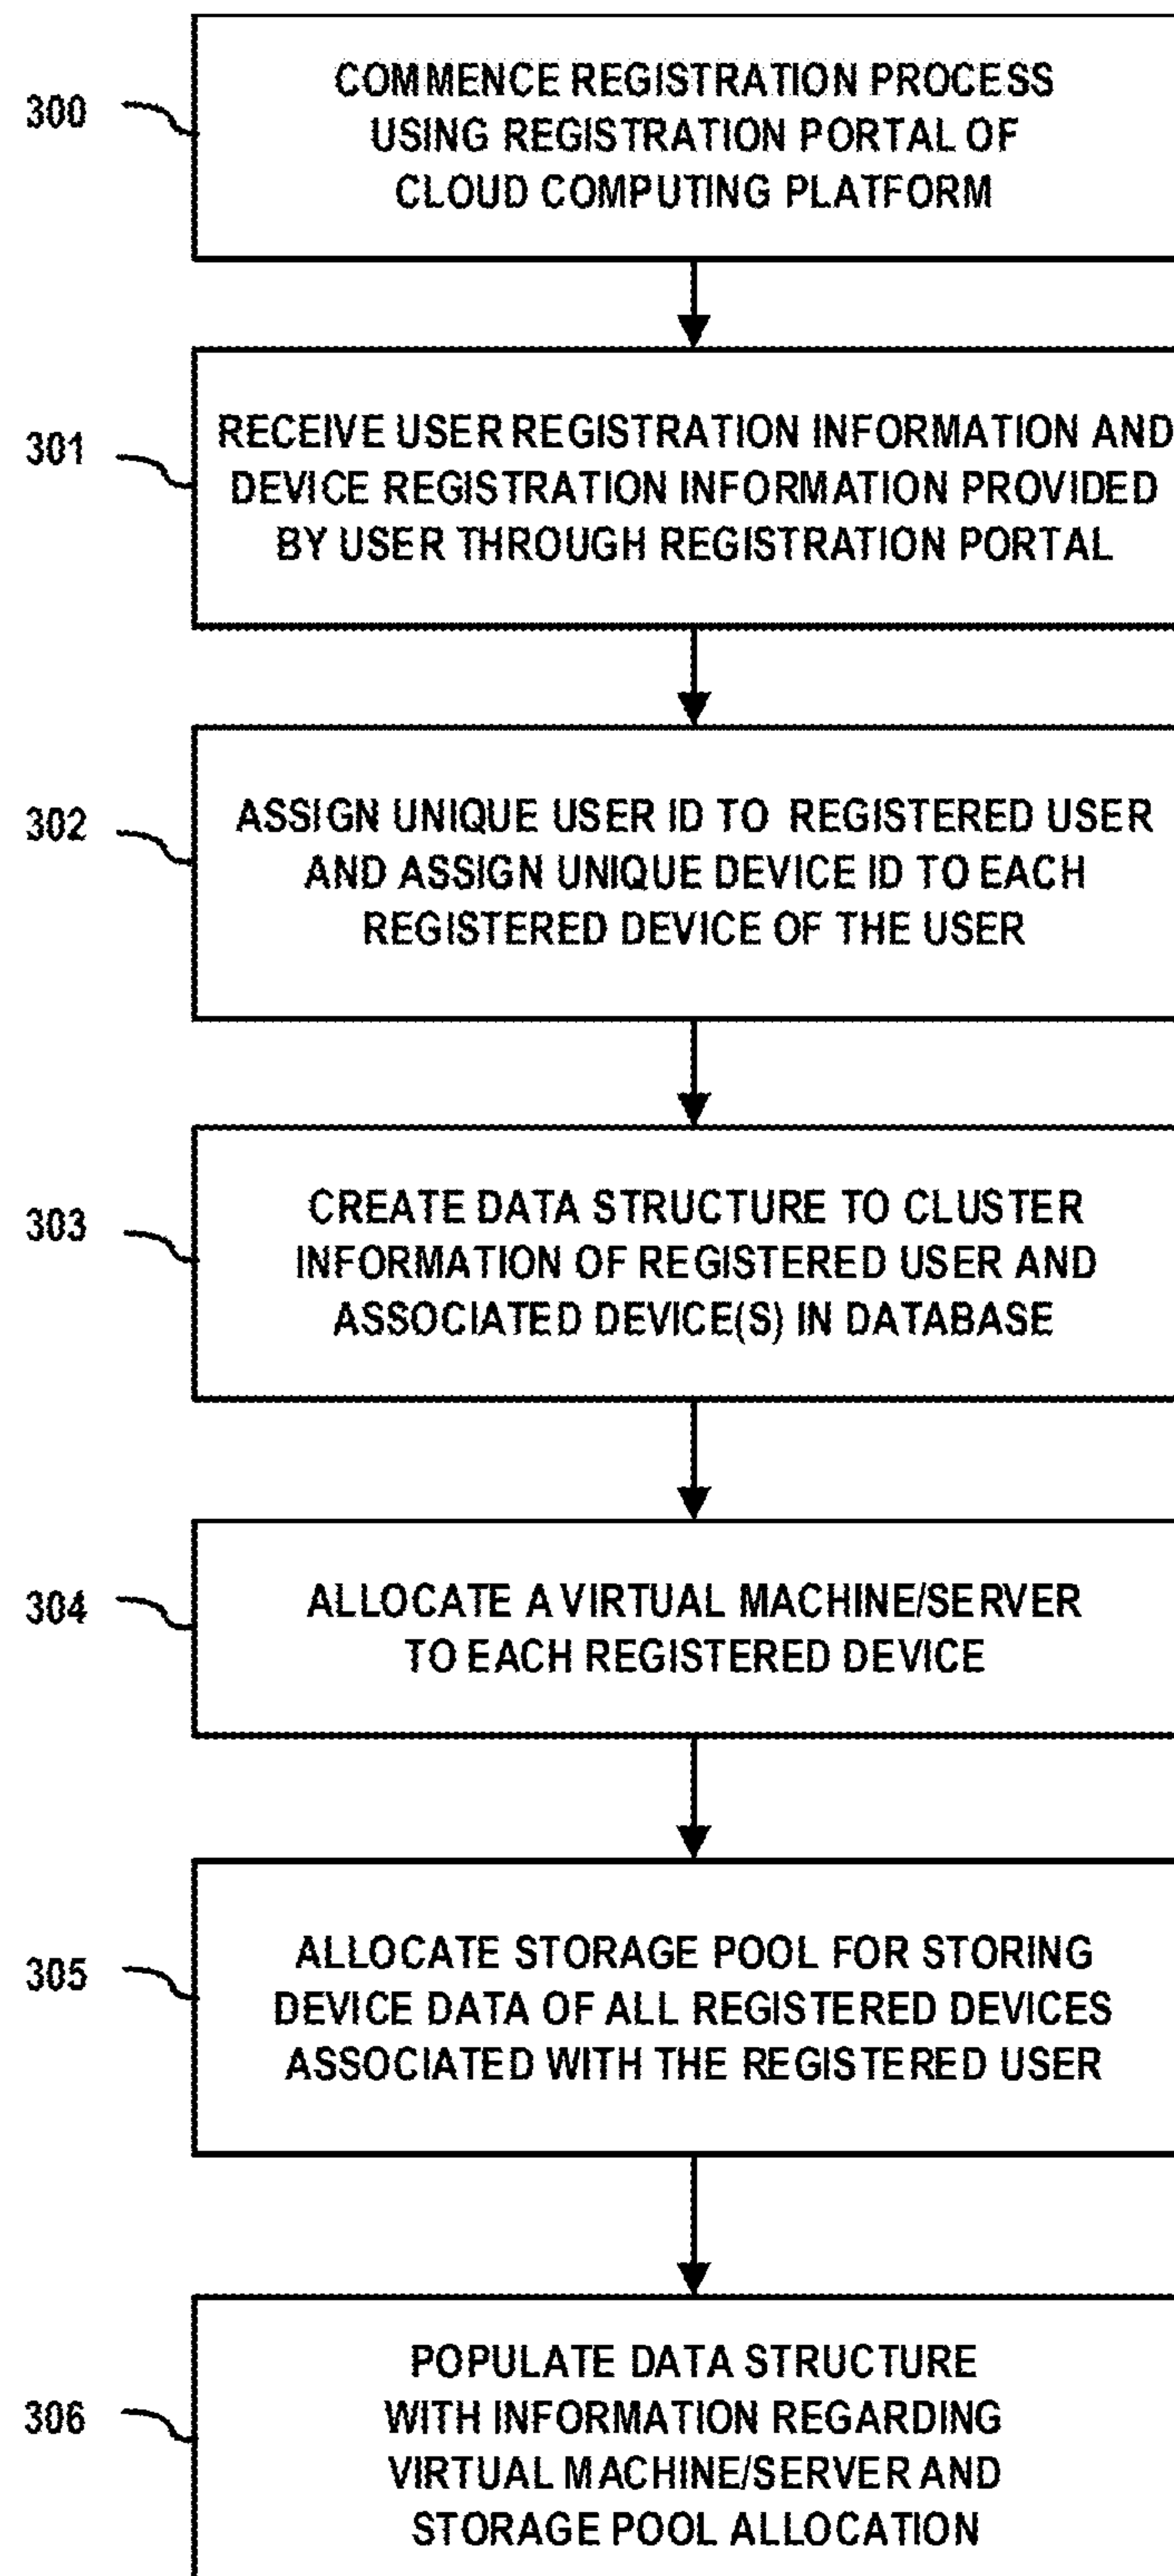 300
COMMENCE REGISTRATION PROCESS
USING REGISTRATION PORTAL OF
CLOUD COMPUTING PLATFORM
301
RECEIVE USER REGISTRATION INFORMATION AND
DEVICE REGISTRATION INFORMATION PROVIDED
BY USER THROUGH REGISTRATION PORTAL
302
ASSIGN UNIQUE USER ID TO REGISTERED USER
AND ASSIGN UNIQUE DEVICE ID TO EACH
REGISTERED DEVICE OF THE USER
303
CREATE DATA STRUCTURE TO CLUSTER
INFORMATION OF REGISTERED USER AND
ASSOCIATED DEVICE(S) IN DATABASE
304
ALLOCATE A VIRTUAL MACHINE/SERVER
TO EACH REGISTERED DEVICE
305
ALLOCATE STORAGE POOL FOR STORING
DEVICE DATA OF ALL REGISTERED DEVICES
ASSOCIATED WITH THE REGISTERED USER
306
POPULATE DATA STRUCTURE
WITH INFORMATION REGARDING
VIRTUAL MACHINE/SERVER AND
STORAGE POOL ALLOCATION